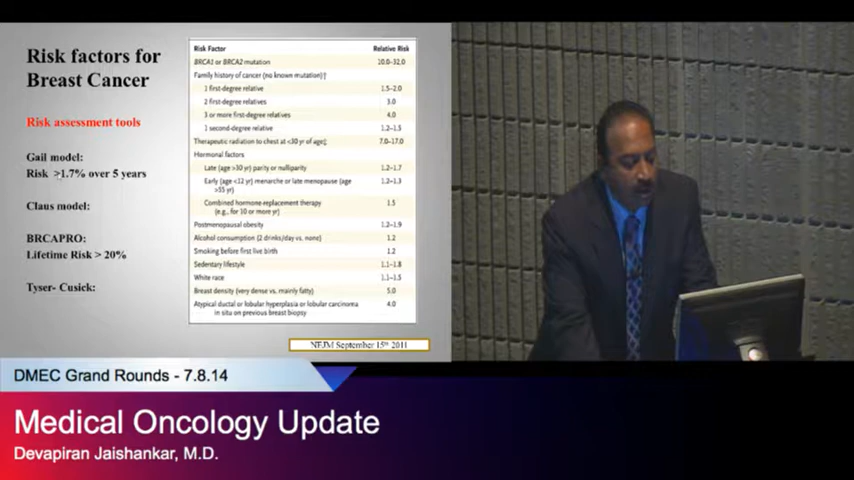 Risk factors for
Breast Cancer
Risk assessment tools
Gail model:
Risk >1.7% over 5 years
Claus model:
BRCAPRO:
Lifetime Risk > 20%
Tyser- Cusick:
Risk Factor Relative Risk
BRCA1 or BRCA2 mutation 10.0–32.0
Family history of cancer (no known mutation)†
1 first-degree relative 1.5–2.0
2 first-degree relatives 3.0
3 or more first-degree relatives 4.0
1 second-degree relative 1.2–1.5
Therapeutic radiation to chest at <30 yr of age‡ 7.0–17.0
Hormonal factors
Late (age >30 yr) parity or nulliparity 1.2–1.7
Early (age <12 yr) menarche or late menopause (age 1.2–1.3
>55 yr)
Combined hormone-replacement therapy 1.5
(e.g., for 10 or more yr)
Postmenopausal obesity 1.2–1.9
Alcohol consumption (2 drinks/day vs. none) 1.2
Smoking before first live birth 1.2
Sedentary lifestyle 1.1–1.8
White race 1.1–1.5
Breast density (very dense vs. mainly fatty) 5.0
Atypical ductal or lobular hyperplasia or lobular carcinoma 4.0
in situ on previous breast biopsy
NEJM September 15th 2011
DMEC Grand Rounds - 7.8.14
Medical Oncology Update
Devapiran Jaishankar, M.D.